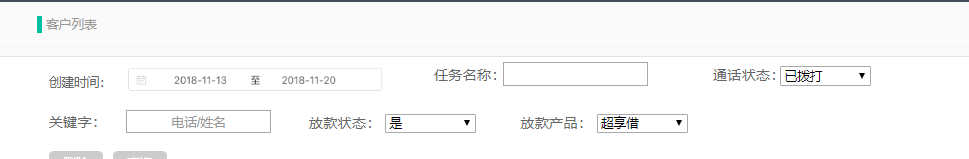 客户列表
创建时间: 2018-11-13 至 2018-11-20 任务名称: 通话状态: 已拨打
关键字: 电话/姓名 放款状态: 是 放款产品: 超享借